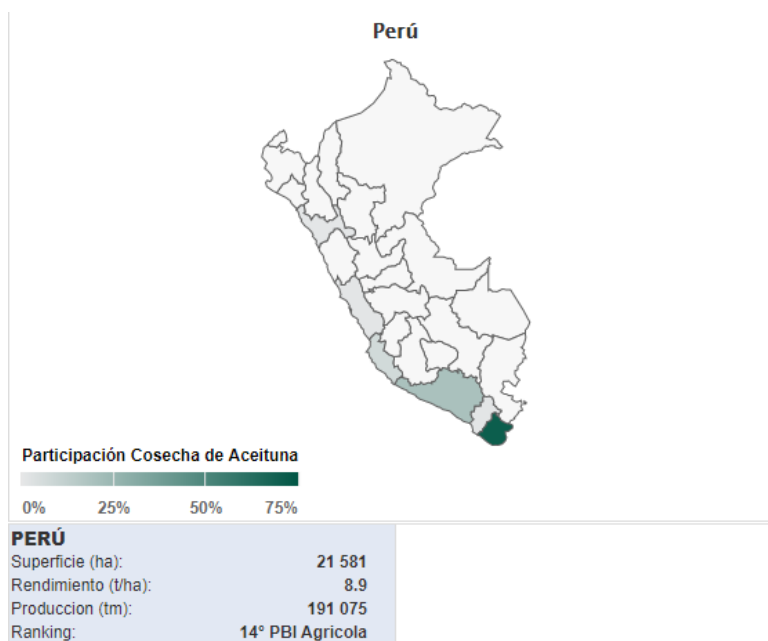 Perú
Participación Cosecha de Aceituna
0% 25% 50% 75%
PERÚ
Superficie (ha): 21 581
Rendimiento (t/ha): 8.9
Produccion (tm): 191 075
Ranking: 14° PBI Agricola